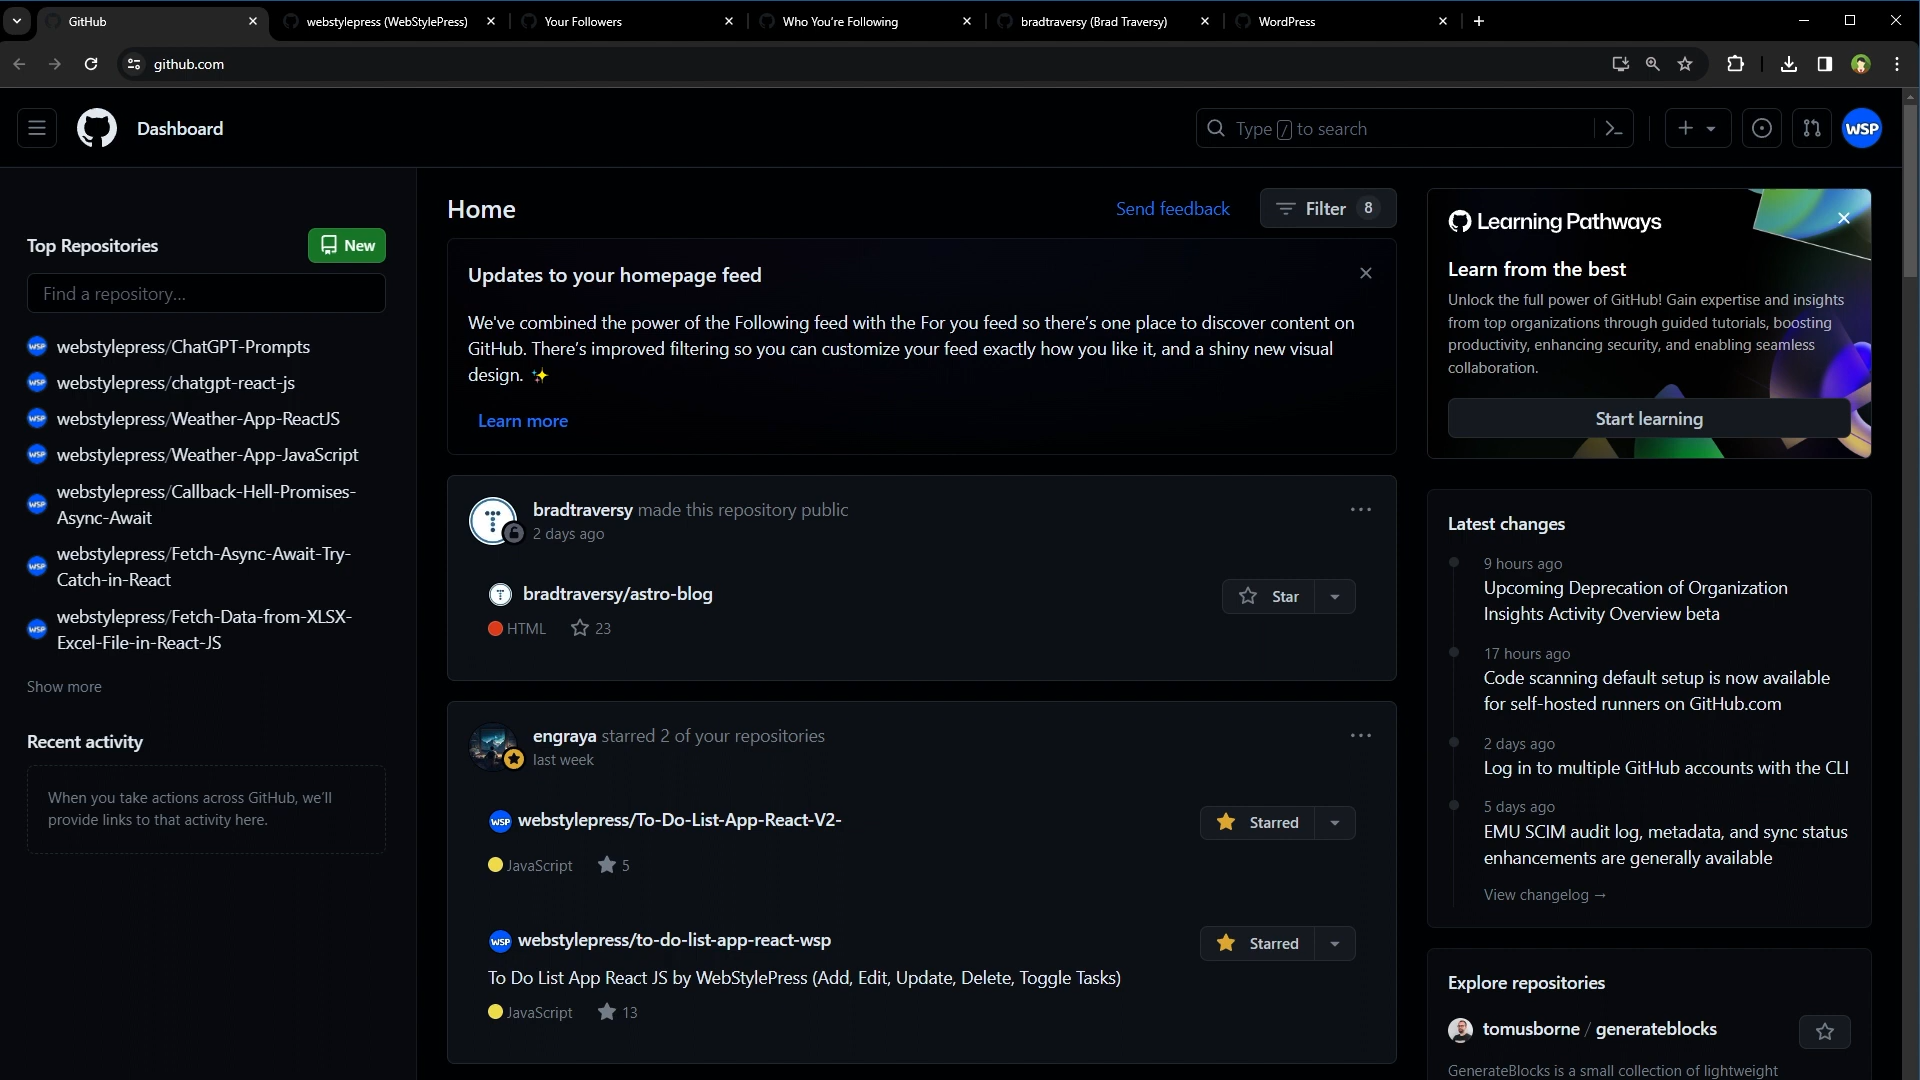 GitHub
webstylepress (WebStylePress)
Your Followers
Who You're Following
bradtraversy (Brad Traversy)
WordPress
github.com
Dashboard
Type / to search
WSP
Top Repositories
New
Find a repository...
webstylepress/ChatGPT-Prompts
webstylepress/chatgpt-react-js
webstylepress/Weather-App-ReactJS
webstylepress/Weather-App-JavaScript
webstylepress/Callback-Hell-Promises-
Async-Await
webstylepress/Fetch-Async-Await-Try-
Catch-in-React
webstylepress/Fetch-Data-from-XLSX-
Excel-File-in-React-JS
Show more
Recent activity
When you take actions across GitHub, we'll
provide links to that activity here.
Home
Send feedback
Filter 8
Updates to your homepage feed
We've combined the power of the Following feed with the For you feed so there's one place to discover content on
GitHub. There's improved filtering so you can customize your feed exactly how you like it, and a shiny new visual
design. ✨
Learn more
bradtraversy made this repository public
2 days ago
bradtraversy/astro-blog
Star
HTML 23
engraya starred 2 of your repositories
last week
WSP webstylepress/To-Do-List-App-React-V2-
Starred
JavaScript 5
WSP webstylepress/to-do-list-app-react-wsp
Starred
To Do List App React JS by WebStylePress (Add, Edit, Update, Delete, Toggle Tasks)
JavaScript 13
Learning Pathways
Learn from the best
Unlock the full power of GitHub! Gain expertise and insights
from top organizations through guided tutorials, boosting
productivity, enhancing security, and enabling seamless
collaboration.
Start learning
Latest changes
9 hours ago
Upcoming Deprecation of Organization
Insights Activity Overview beta
17 hours ago
Code scanning default setup is now available
for self-hosted runners on GitHub.com
2 days ago
Log in to multiple GitHub accounts with the CLI
5 days ago
EMU SCIM audit log, metadata, and sync status
enhancements are generally available
View changelog →
Explore repositories
tomusborne / generateblocks
GenerateBlocks is a small collection of lightweight